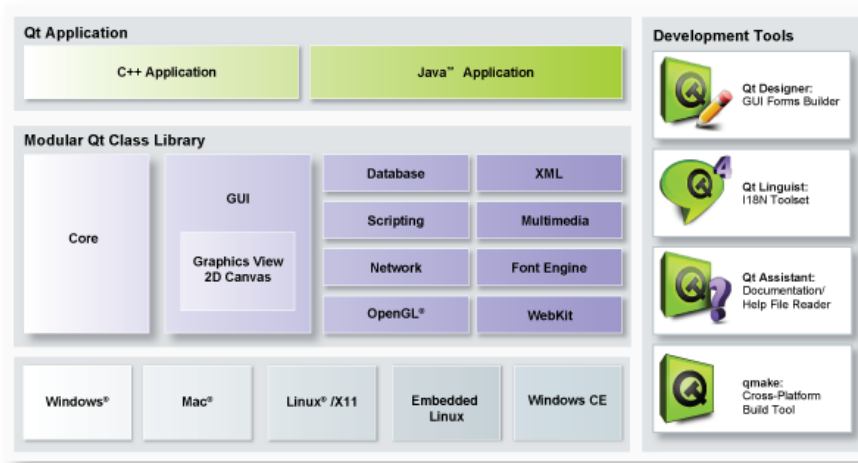 Qt Application
C++ Application
Java™ Application
Modular Qt Class Library
Core
GUI
Graphics View
2D Canvas
Database
XML
Scripting
Multimedia
Network
Font Engine
OpenGL®
WebKit
Windows®
Mac®
Linux® /X11
Embedded
Linux
Windows CE
Development Tools
Qt Designer:
GUI Forms Builder
4
Qt Linguist:
I18N Toolset
?
Qt Assistant:
Documentation/
Help File Reader
qmake:
Cross-Platform
Build Tool